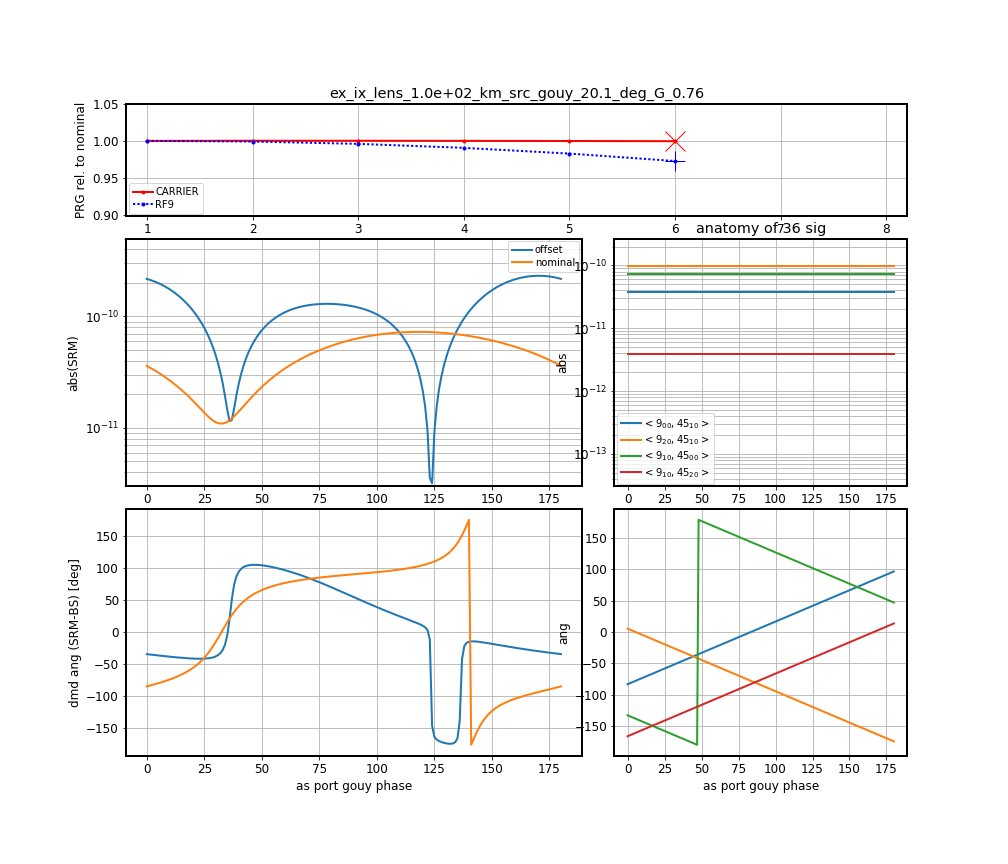 ex_ix_lens_1.0e+02_km_src_gouy_20.1_deg_G_0.76
PRG rel. to nominal
1.05
1.00
0.95
0.90
CARRIER
RF9
1 2 3 4 5 6 7 8
anatomy of 36 sig
abs(SRM)
10⁻¹⁰
10⁻¹¹
offset
nominal
0 25 50 75 100 125 150 175
abs
10⁻¹⁰
10⁻¹¹
10⁻¹²
10⁻¹³
< 9₀₀, 45₁₀ >
< 9₂₀, 45₁₀ >
< 9₁₀, 45₀₀ >
< 9₁₀, 45₂₀ >
0 25 50 75 100 125 150 175
dmd ang (SRM-BS) [deg]
150
100
50
0
−50
−100
−150
0 25 50 75 100 125 150 175
as port gouy phase
ang
150
100
50
0
−50
−100
−150
0 25 50 75 100 125 150 175
as port gouy phase